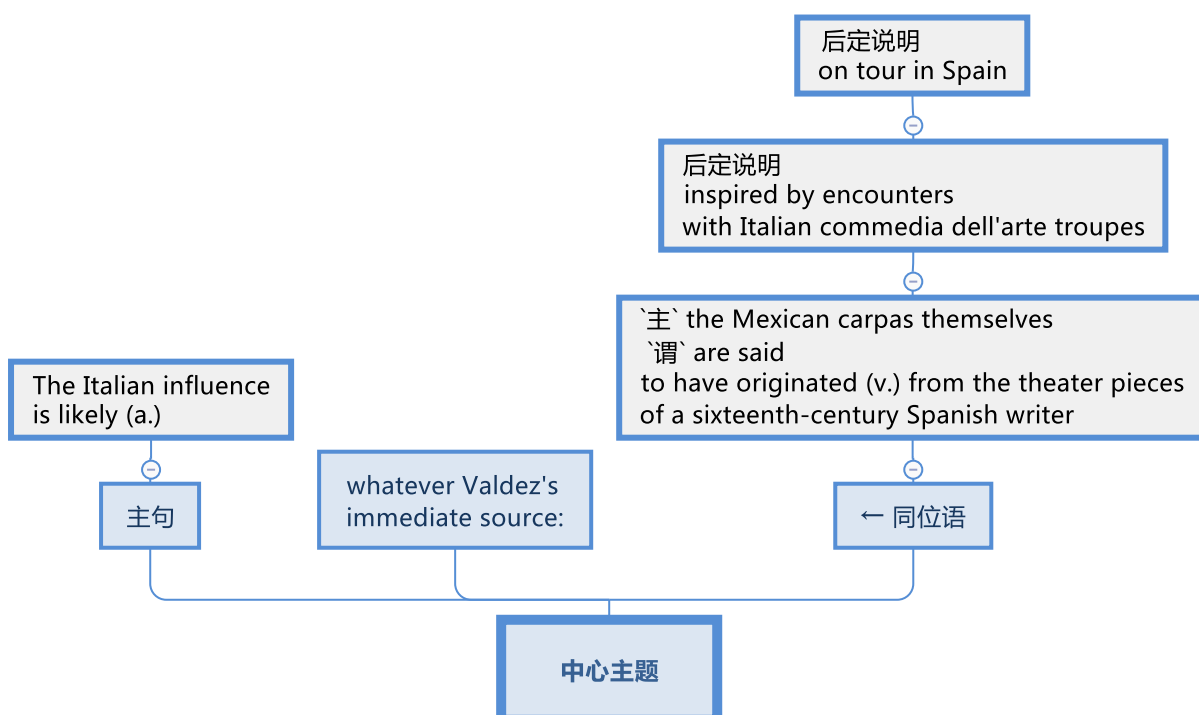 后定说明
on tour in Spain
后定说明
inspired by encounters
with Italian commedia dell'arte troupes
`主` the Mexican carpas themselves
`谓` are said
to have originated (v.) from the theater pieces
of a sixteenth-century Spanish writer
The Italian influence
is likely (a.)
主句
whatever Valdez's
immediate source:
← 同位语
中心主题